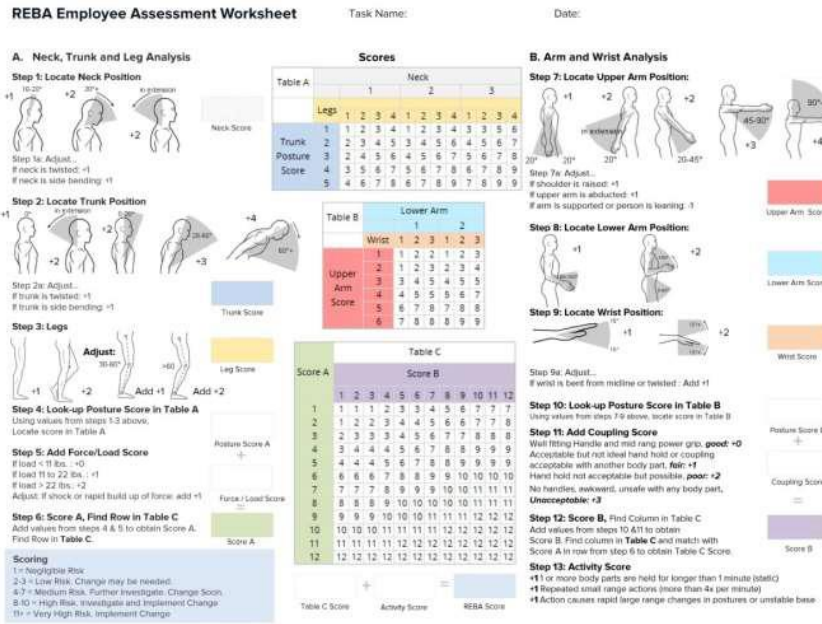 REBA Employee Assessment Worksheet
Task Name:
Date:
A. Neck, Trunk and Leg Analysis
Step 1: Locate Neck Position
+1
10-20°
+2
20°+
in extension
+2
Neck Score
Step 1a: Adjust...
If neck is twisted: +1
If neck is side bending: +1
Step 2: Locate Trunk Position
+1
0°
in extension
+2
+2
20-60°
+3
+4
60°+
Step 2a: Adjust...
If trunk is twisted: +1
If trunk is side bending: +1
Trunk Score
Step 3: Legs
Adjust:
30-60°
>60
+1
+2
Add +1
Add +2
Leg Score
Step 4: Look-up Posture Score in Table A
Using values from steps 1-3 above,
Locate score in Table A
Posture Score A
+
Step 5: Add Force/Load Score
If load < 11 lbs. : +0
If load 11 to 22 lbs. : +1
If load > 22 lbs.: +2
Adjust: If shock or rapid build up of force: add +1
Force / Load Score
=
Step 6: Score A, Find Row in Table C
Add values from steps 4 & 5 to obtain Score A.
Find Row in Table C.
Score A
Scoring
1 = Negligible Risk
2-3 = Low Risk. Change may be needed.
4-7 = Medium Risk. Further Investigate. Change Soon.
8-10 = High Risk. Investigate and Implement Change
11+ = Very High Risk. Implement Change
Scores
Table A
Neck
1 2 3
Legs 1 2 3 4 1 2 3 4 1 2 3 4
Trunk Posture Score
1 1 2 3 4 1 2 3 4 3 3 5 6
2 2 3 4 5 3 4 5 6 4 5 6 7
3 2 4 5 6 4 5 6 7 5 6 7 8
4 3 5 6 7 5 6 7 8 6 7 8 9
5 4 6 7 8 6 7 8 9 7 8 9 9
Table B
Lower Arm
1 2
Wrist 1 2 3 1 2 3
Upper Arm Score
1 1 2 2 1 2 3
2 1 2 3 2 3 4
3 3 4 5 4 5 5
4 4 5 5 5 6 7
5 6 7 8 7 8 8
6 7 8 8 8 9 9
Table C
Score A
Score B
1 2 3 4 5 6 7 8 9 10 11 12
1 1 1 1 2 3 3 4 5 6 7 7 7
2 1 2 2 3 4 4 5 6 6 7 7 8
3 2 3 3 3 4 5 6 7 7 8 8 8
4 3 4 4 4 5 6 7 8 8 9 9 9
5 4 4 4 5 6 7 8 8 9 9 9 9
6 6 6 6 7 8 8 9 9 10 10 10 10
7 7 7 7 8 9 9 9 10 10 11 11 11
8 8 8 8 9 10 10 10 10 10 11 11 11
9 9 9 9 10 10 10 11 11 11 12 12 12
10 10 10 10 11 11 11 11 12 12 12 12 12
11 11 11 11 11 12 12 12 12 12 12 12 12
12 12 12 12 12 12 12 12 12 12 12 12 12
+
=
Table C Score
Activity Score
REBA Score
B. Arm and Wrist Analysis
Step 7: Locate Upper Arm Position:
+1
+2
+2
+3
+4
in extension
20°
20°
20°
20-45°
45-90°
90°+
Step 7a: Adjust...
If shoulder is raised: +1
If upper arm is abducted: +1
If arm is supported or person is leaning: -1
Upper Arm Score
Step 8: Locate Lower Arm Position:
+1
+2
Lower Arm Score
Step 9: Locate Wrist Position:
15°
15°
+1
15°+
15°+
+2
Wrist Score
Step 9a: Adjust...
If wrist is bent from midline or twisted : Add +1
Step 10: Look-up Posture Score in Table B
Using values from steps 7-9 above, locate score in Table B
Posture Score B
+
Step 11: Add Coupling Score
Well fitting Handle and mid rang power grip, good: +0
Acceptable but not ideal hand hold or coupling
acceptable with another body part, fair: +1
Hand hold not acceptable but possible, poor: +2
No handles, awkward, unsafe with any body part,
Unacceptable: +3
Coupling Score
=
Step 12: Score B, Find Column in Table C
Add values from steps 10 &11 to obtain
Score B. Find column in Table C and match with
Score A in row from step 6 to obtain Table C Score.
Score B
Step 13: Activity Score
+1 1 or more body parts are held for longer than 1 minute (static)
+1 Repeated small range actions (more than 4x per minute)
+1 Action causes rapid large range changes in postures or unstable base